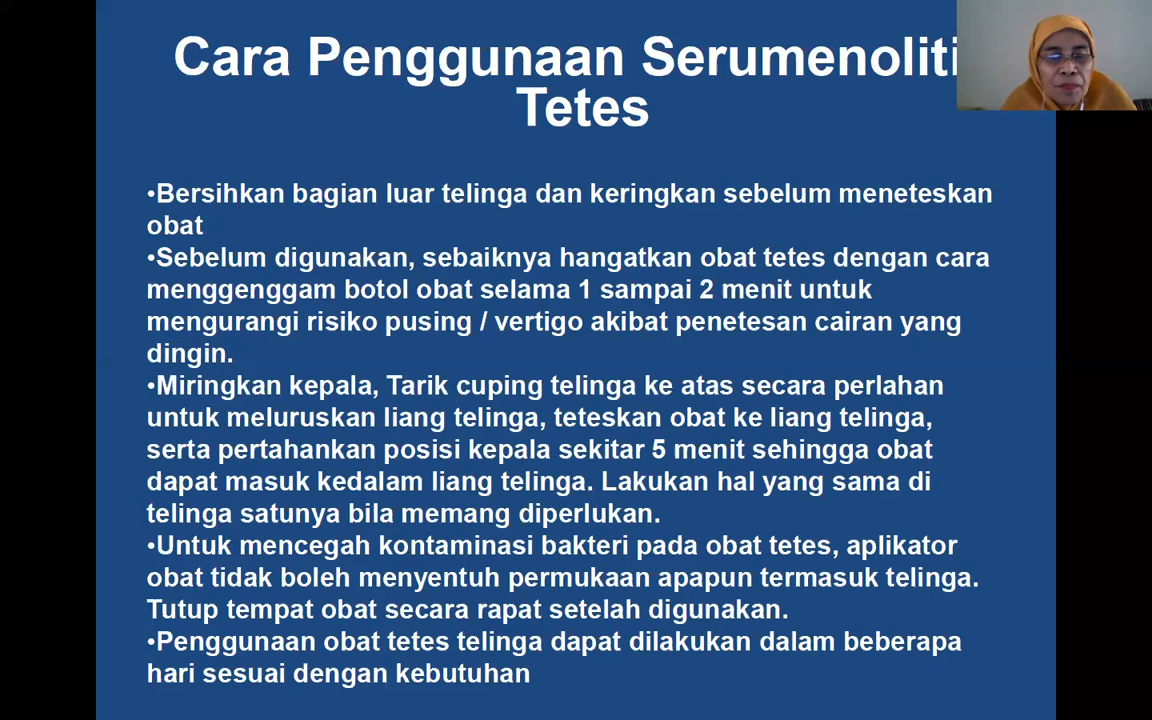 Cara Penggunaan Serumenoliti
Tetes
•Bersihkan bagian luar telinga dan keringkan sebelum meneteskan
obat
•Sebelum digunakan, sebaiknya hangatkan obat tetes dengan cara
menggenggam botol obat selama 1 sampai 2 menit untuk
mengurangi risiko pusing / vertigo akibat penetesan cairan yang
dingin.
•Miringkan kepala, Tarik cuping telinga ke atas secara perlahan
untuk meluruskan liang telinga, teteskan obat ke liang telinga,
serta pertahankan posisi kepala sekitar 5 menit sehingga obat
dapat masuk kedalam liang telinga. Lakukan hal yang sama di
telinga satunya bila memang diperlukan.
•Untuk mencegah kontaminasi bakteri pada obat tetes, aplikator
obat tidak boleh menyentuh permukaan apapun termasuk telinga.
Tutup tempat obat secara rapat setelah digunakan.
•Penggunaan obat tetes telinga dapat dilakukan dalam beberapa
hari sesuai dengan kebutuhan